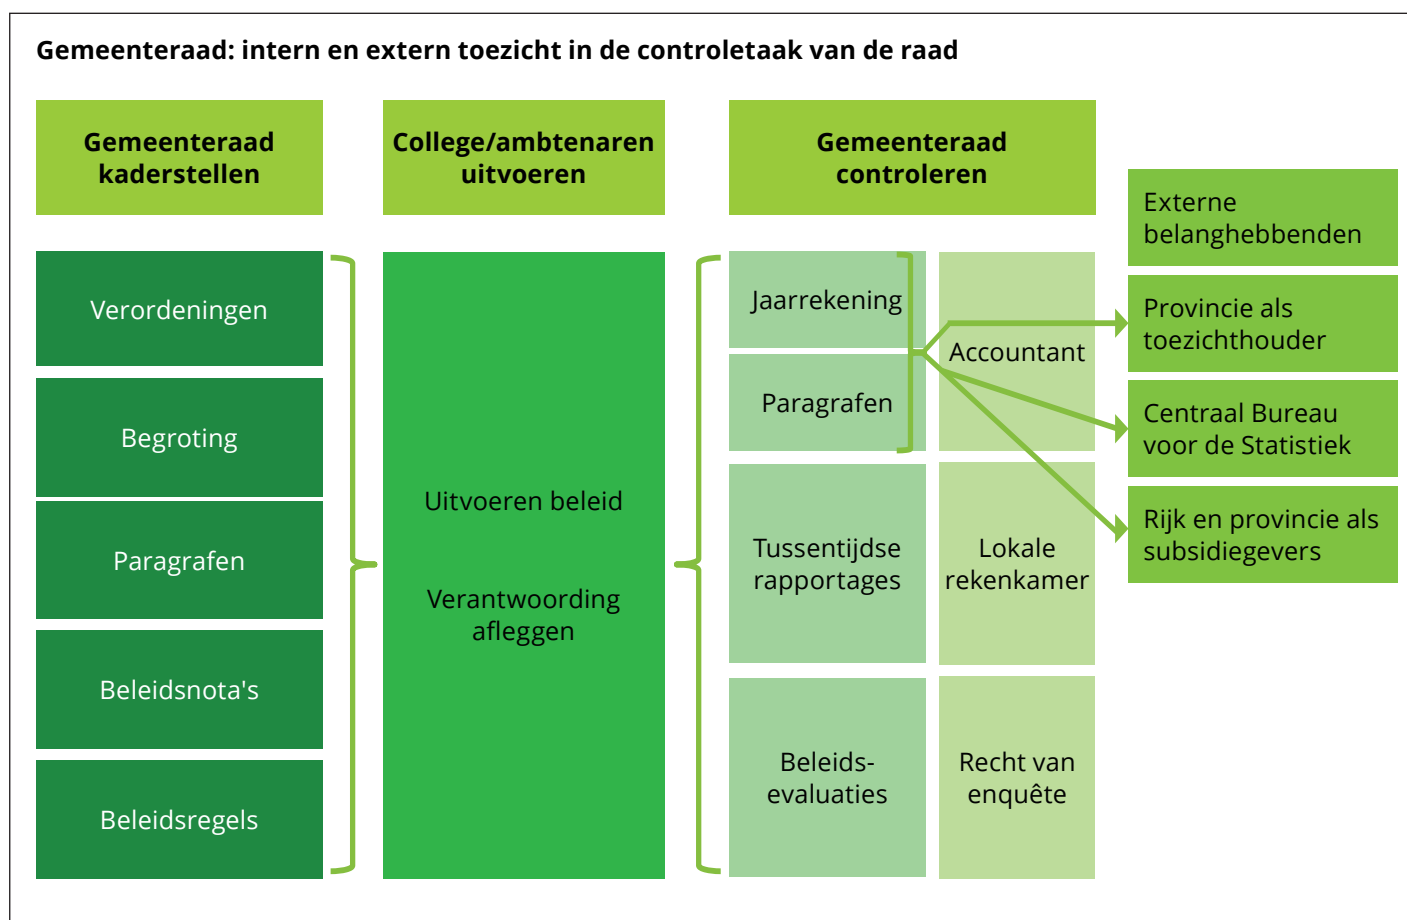 Gemeenteraad: intern en extern toezicht in de controletaak van de raad
Gemeenteraad
kaderstellen
Verordeningen
Begroting
Paragrafen
Beleidsnota's
Beleidsregels
College/ambtenaren
uitvoeren
Uitvoeren beleid
Verantwoording
afleggen
Gemeenteraad
controleren
Jaarrekening
Paragrafen
Tussentijdse
rapportages
Beleids-
evaluaties
Accountant
Lokale
rekenkamer
Recht van
enquête
Externe
belanghebbenden
Provincie als
toezichthouder
Centraal Bureau
voor de Statistiek
Rijk en provincie als
subsidiegevers